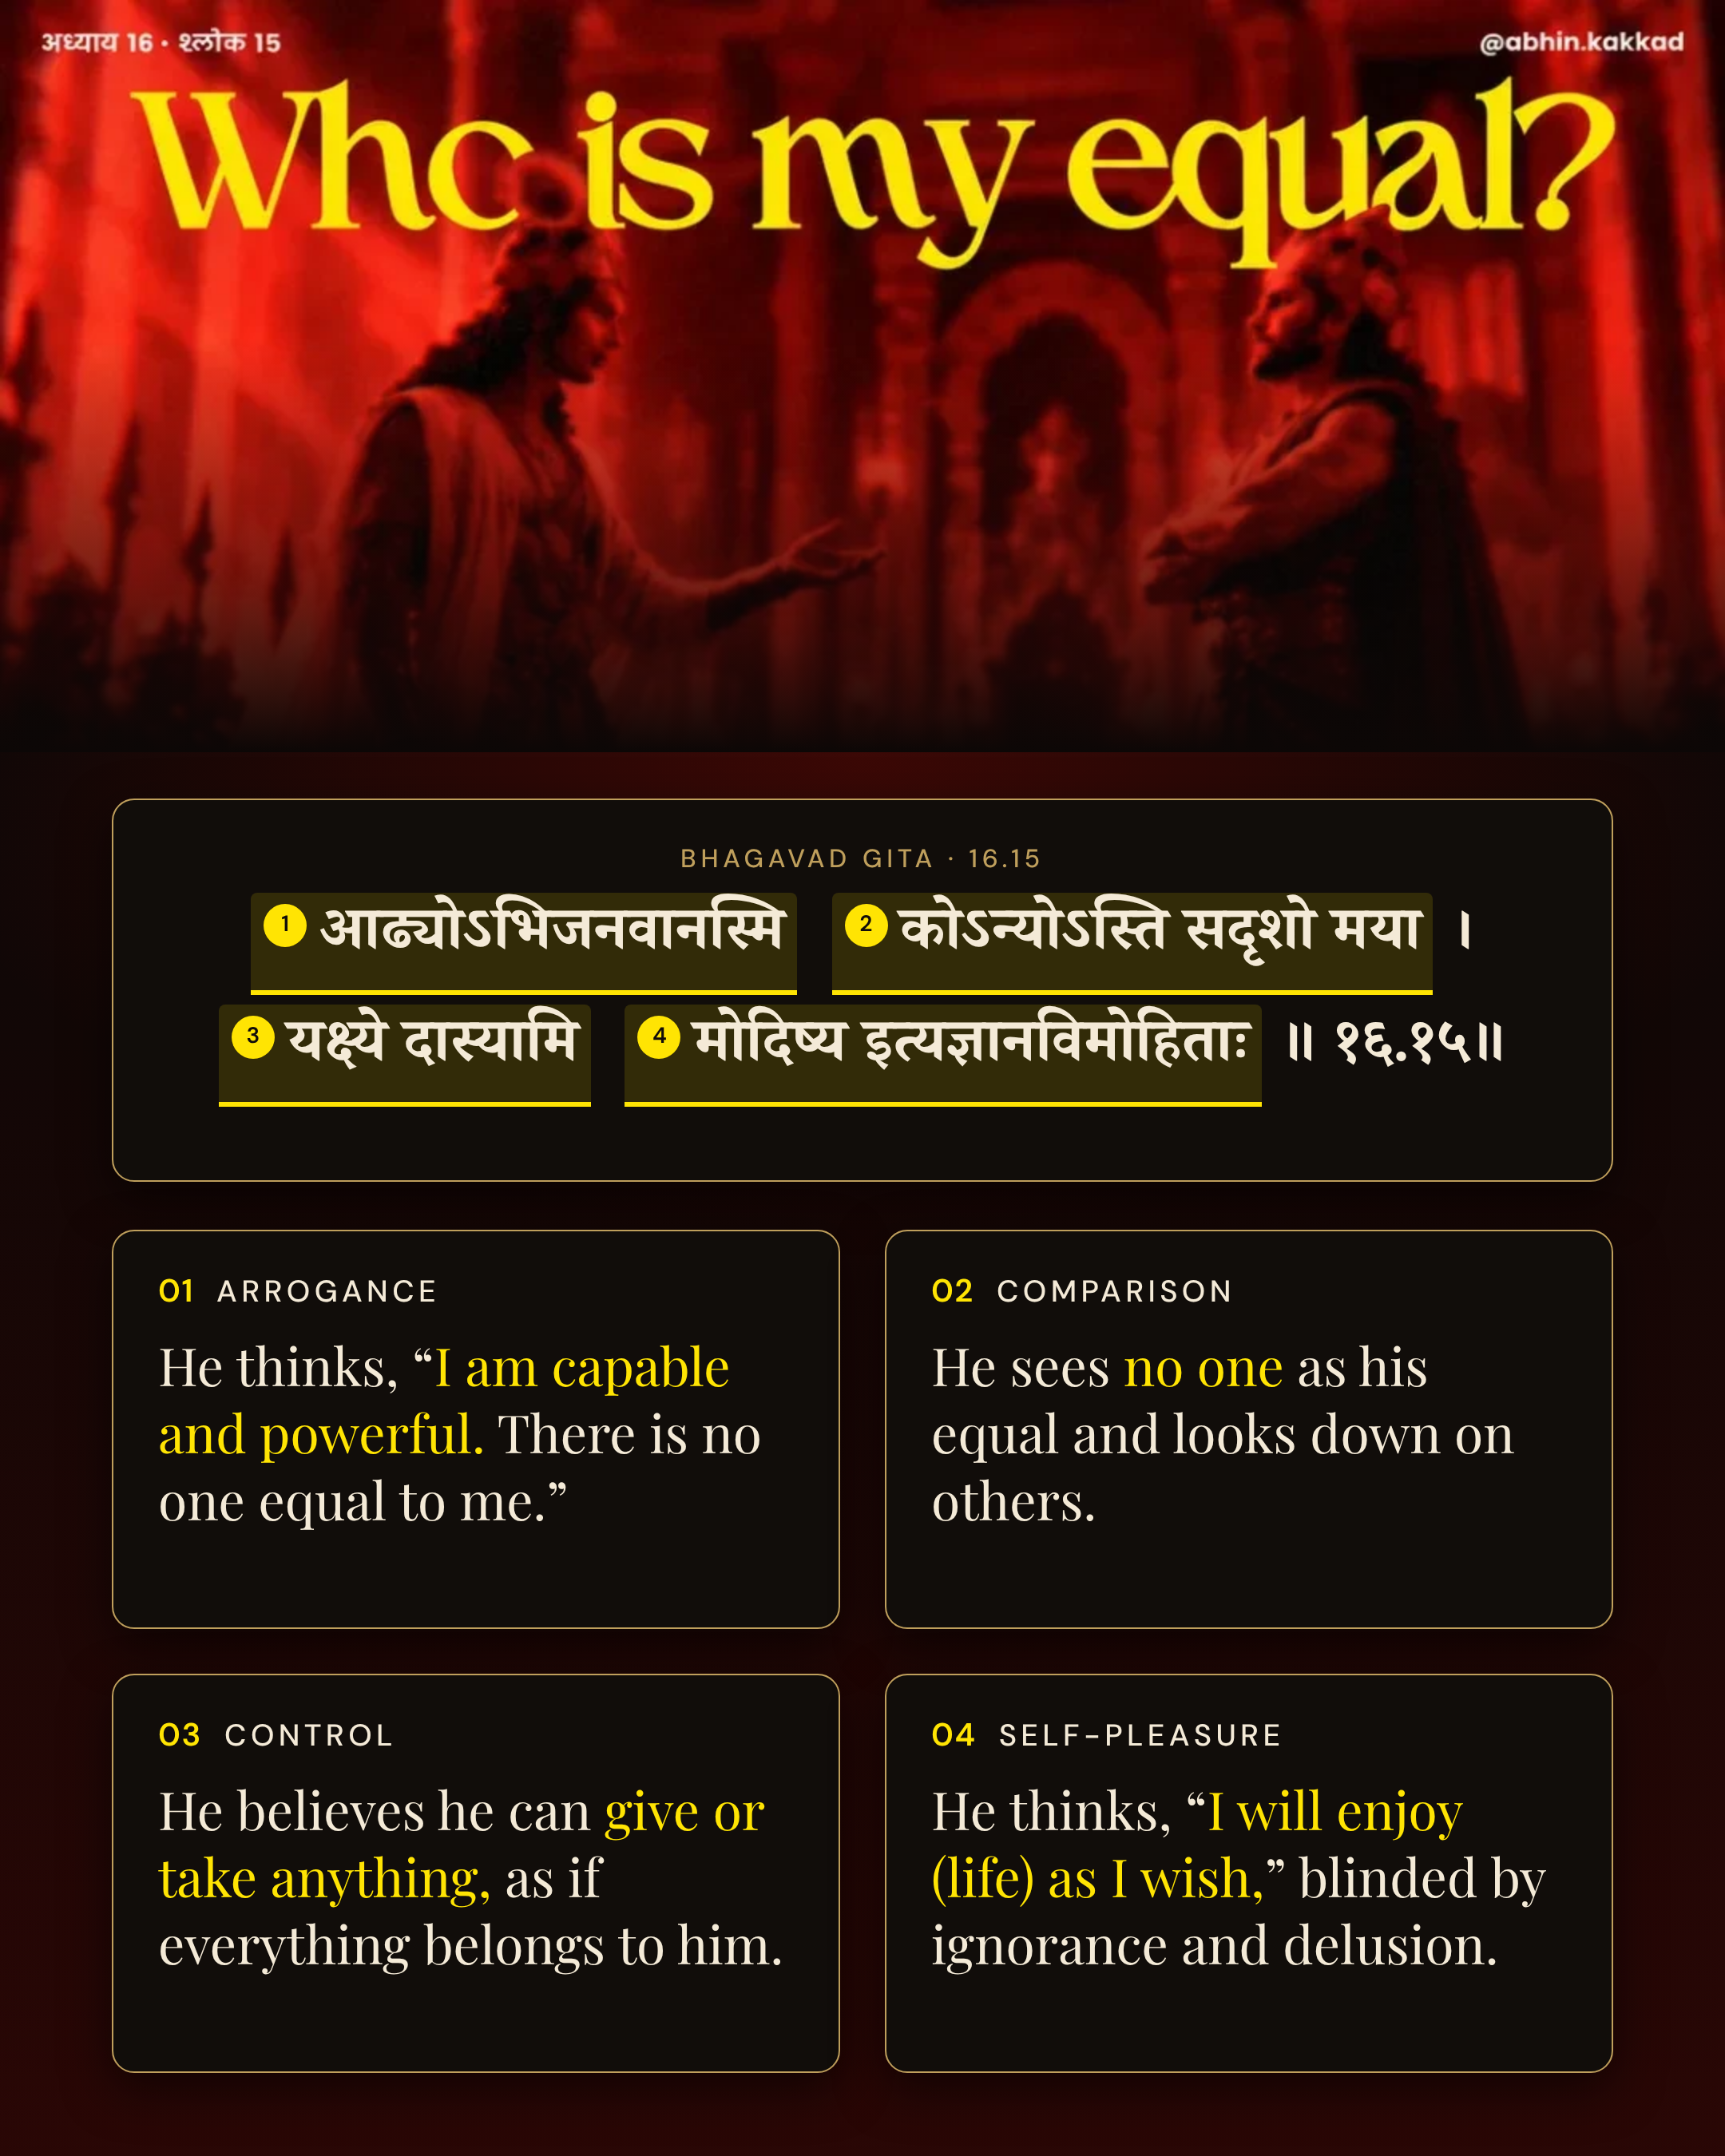 अध्याय 16 • श्लोक 15
@abhin.kakkad
Who is my equal?
BHAGAVAD GITA · 16.15
1 आढ्योऽभिजनवानस्मि 2 कोऽन्योऽस्ति सदृशो मया ।
3 यक्ष्ये दास्यामि 4 मोदिष्य इत्यज्ञानविमोहिताः ॥ १६.१५॥
01 ARROGANCE
He thinks, “I am capable
and powerful. There is no
one equal to me.”
02 COMPARISON
He sees no one as his
equal and looks down on
others.
03 CONTROL
He believes he can give or
take anything, as if
everything belongs to him.
04 SELF-PLEASURE
He thinks, “I will enjoy
(life) as I wish,” blinded by
ignorance and delusion.